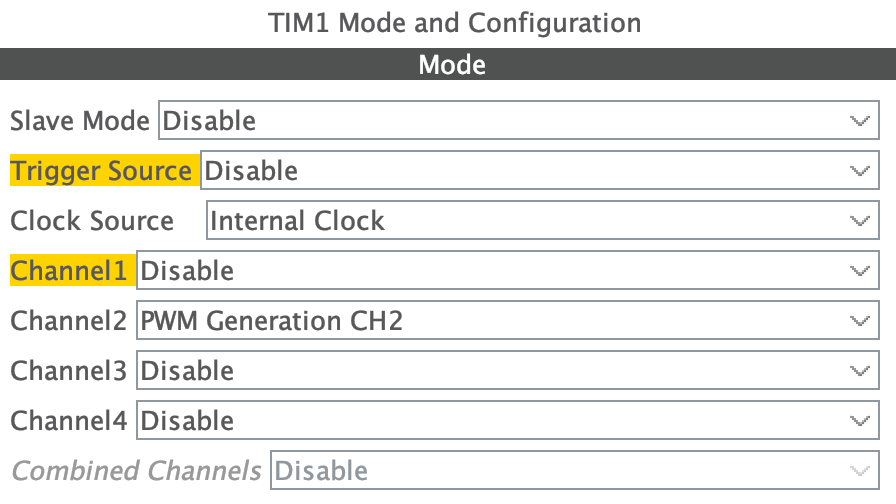 TIM1 Mode and Configuration
Mode
Slave Mode Disable
Trigger Source Disable
Clock Source Internal Clock
Channel1 Disable
Channel2 PWM Generation CH2
Channel3 Disable
Channel4 Disable
Combined Channels Disable